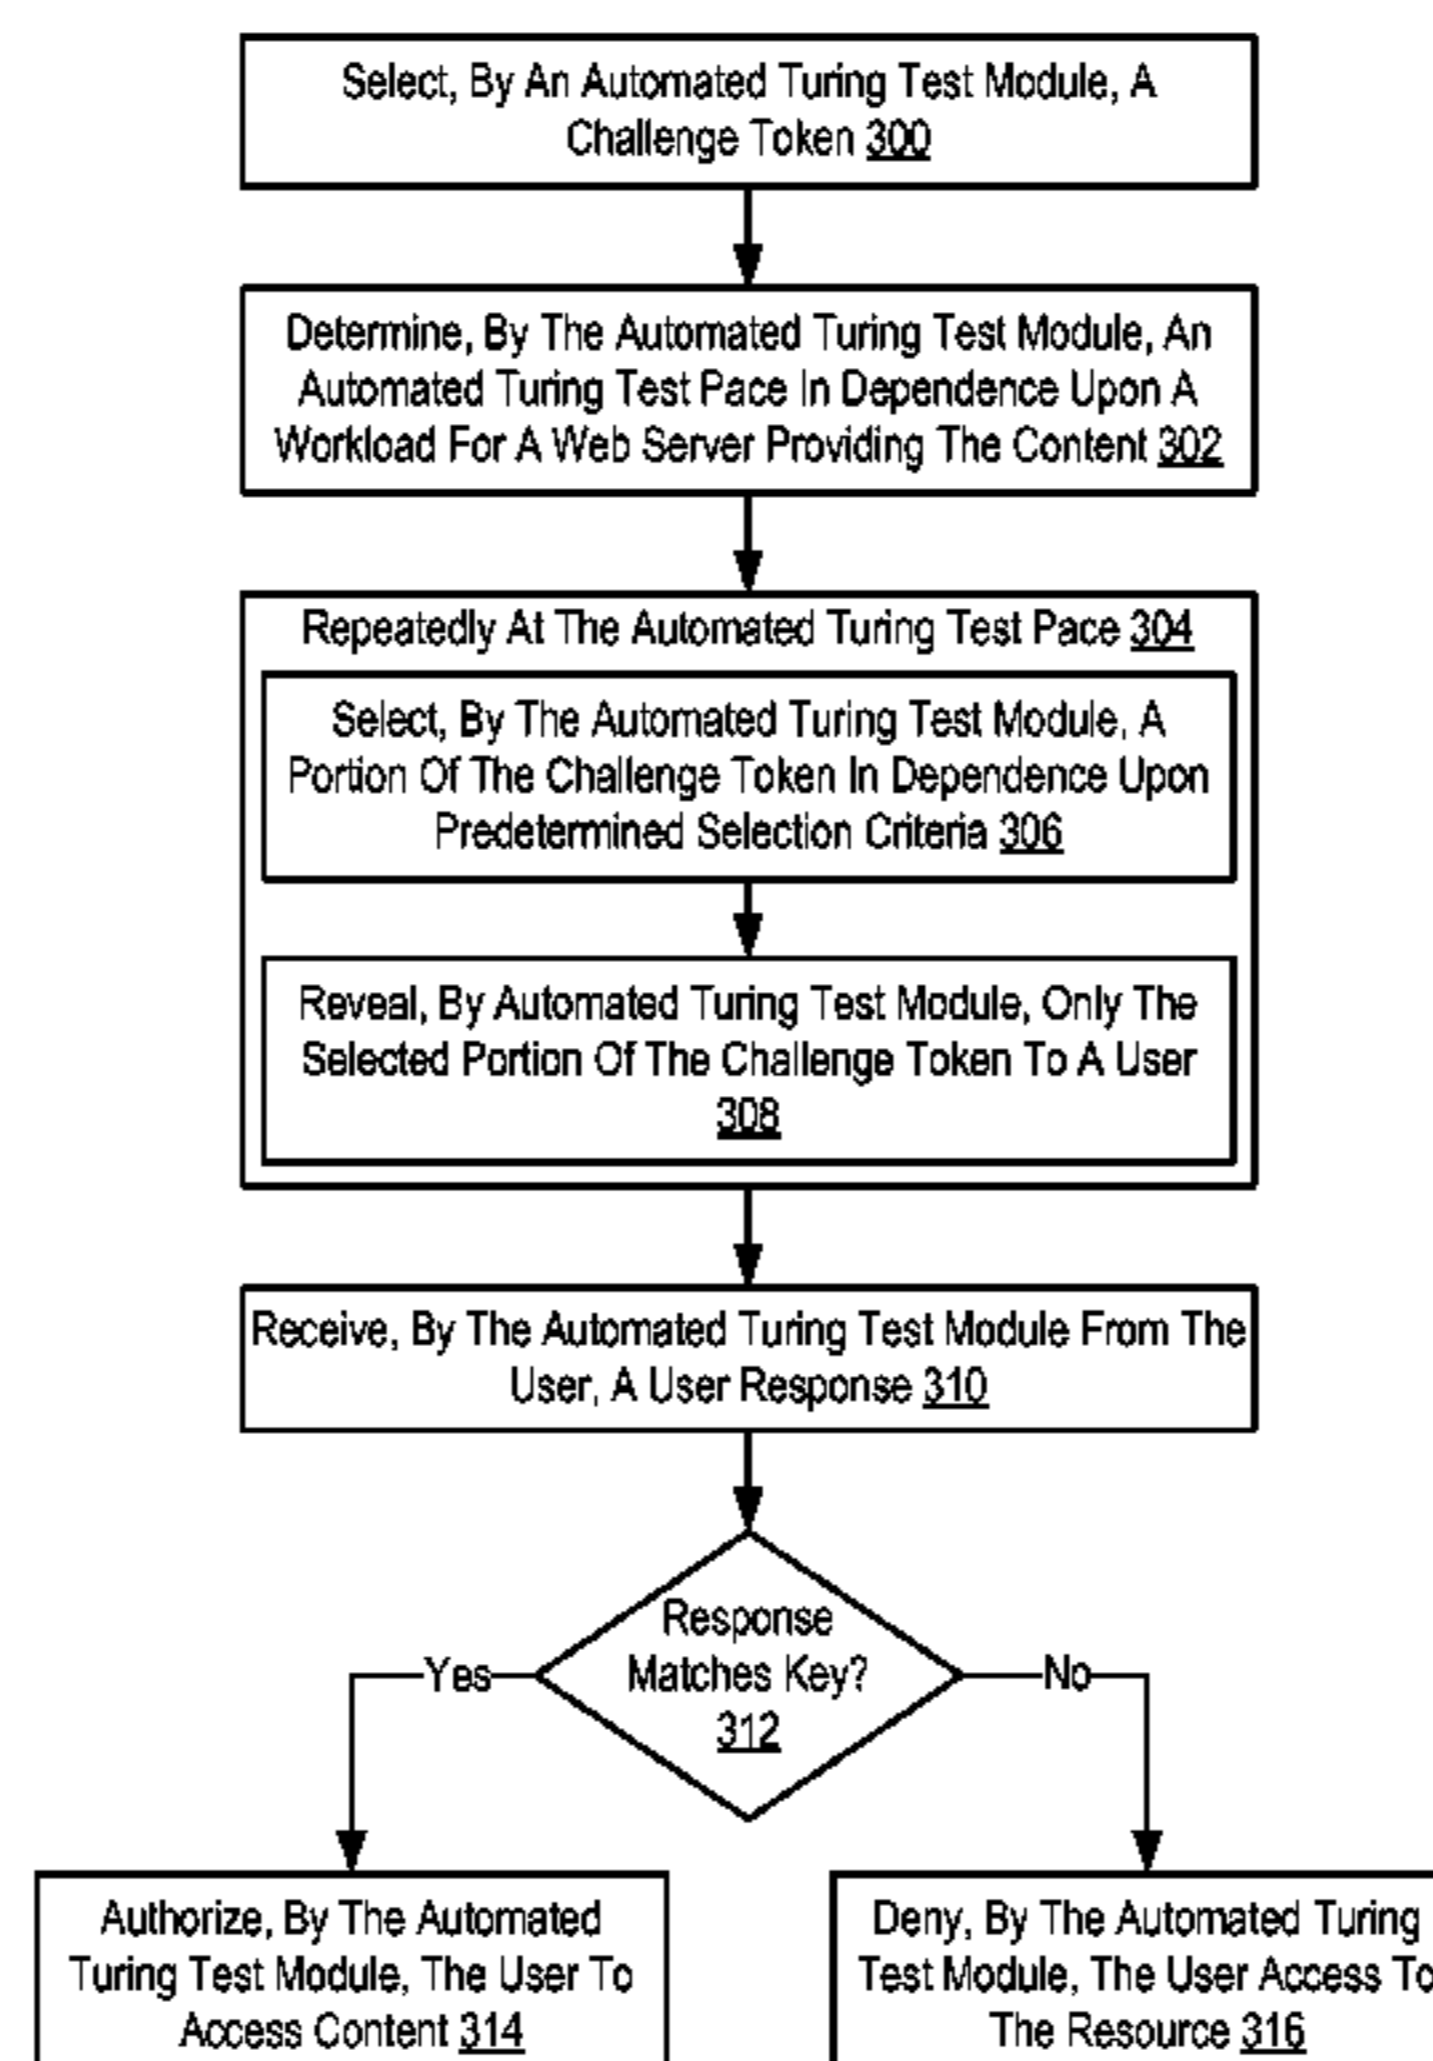 Select, By An Automated Turing Test Module, A
Challenge Token 300
Determine, By The Automated Turing Test Module, An
Automated Turing Test Pace In Dependence Upon A
Workload For A Web Server Providing The Content 302
Repeatedly At The Automated Turing Test Pace 304
Select, By The Automated Turing Test Module, A
Portion Of The Challenge Token In Dependence Upon
Predetermined Selection Criteria 306
Reveal, By Automated Turing Test Module, Only The
Selected Portion Of The Challenge Token To A User
308
Receive, By The Automated Turing Test Module From The
User, A User Response 310
Response
Matches Key?
312
Yes
No
Authorize, By The Automated
Turing Test Module, The User To
Access Content 314
Deny, By The Automated Turing
Test Module, The User Access To
The Resource 316